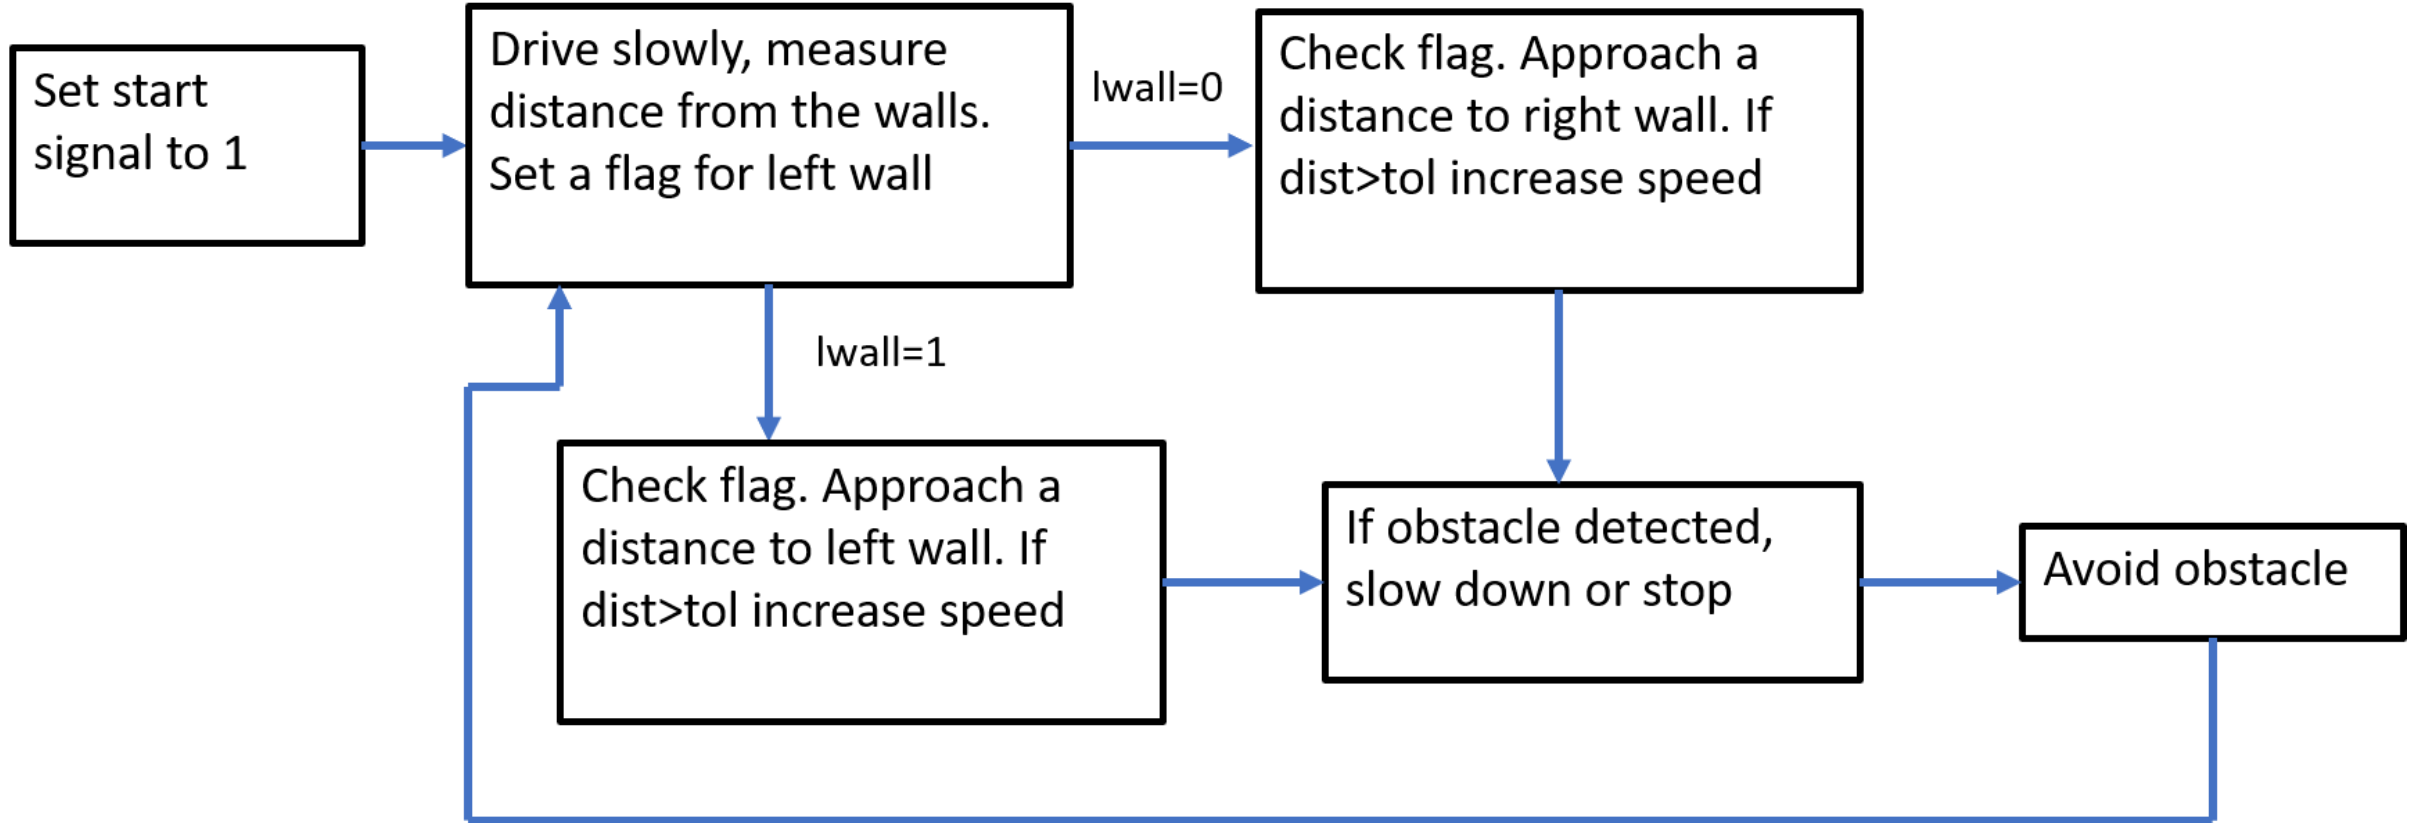 Set start
signal to 1
Drive slowly, measure
distance from the walls.
Set a flag for left wall
lwall=0
Check flag. Approach a
distance to right wall. If
dist>tol increase speed
lwall=1
Check flag. Approach a
distance to left wall. If
dist>tol increase speed
If obstacle detected,
slow down or stop
Avoid obstacle